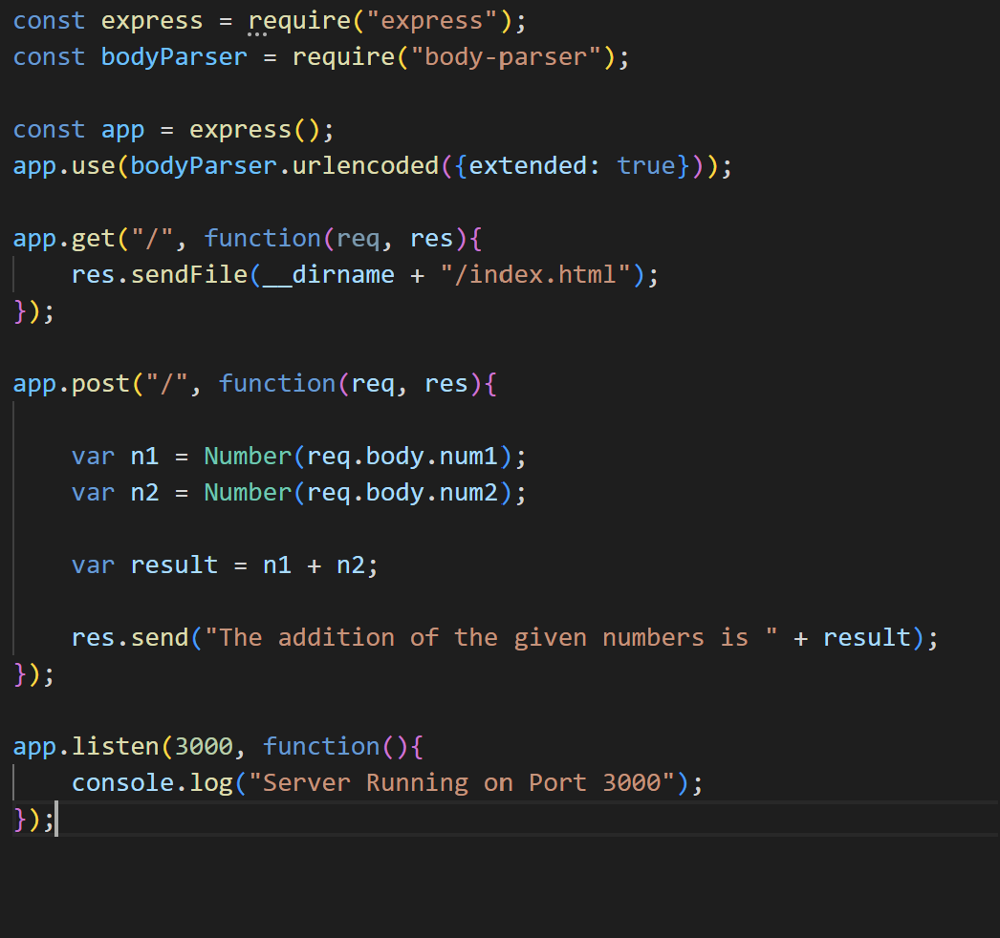 const express = require("express");
const bodyParser = require("body-parser");

const app = express();
app.use(bodyParser.urlencoded({extended: true}));

app.get("/", function(req, res){
    res.sendFile(__dirname + "/index.html");
});

app.post("/", function(req, res){

    var n1 = Number(req.body.num1);
    var n2 = Number(req.body.num2);

    var result = n1 + n2;

    res.send("The addition of the given numbers is " + result);
});

app.listen(3000, function(){
    console.log("Server Running on Port 3000");
});